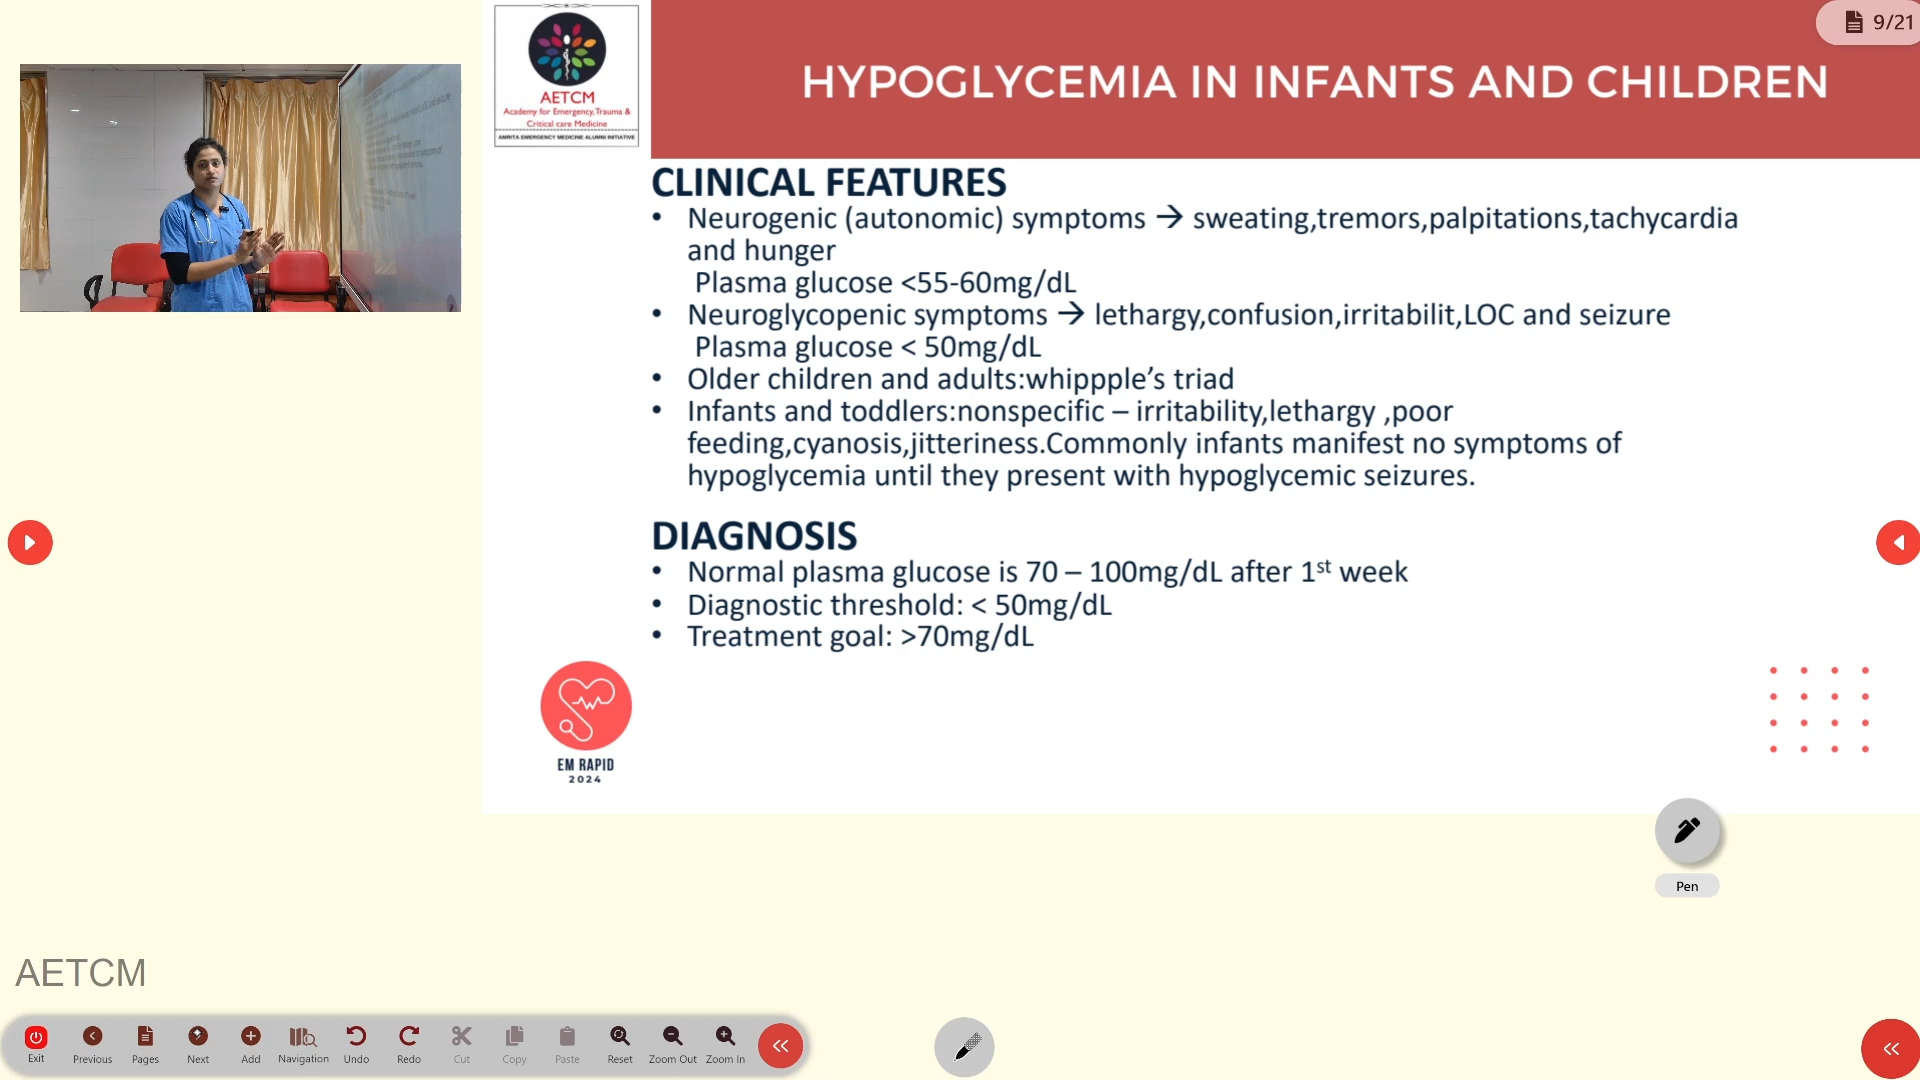 AETCM
Academy for Emergency, Trauma &
Critical care Medicine
AMRITA EMERGENCY MEDICINE ALUMNI INITIATIVE
9/21
HYPOGLYCEMIA IN INFANTS AND CHILDREN
CLINICAL FEATURES
• Neurogenic (autonomic) symptoms → sweating,tremors,palpitations,tachycardia
and hunger
Plasma glucose <55-60mg/dL
• Neuroglycopenic symptoms → lethargy,confusion,irritabilit,LOC and seizure
Plasma glucose < 50mg/dL
• Older children and adults:whippple’s triad
• Infants and toddlers:nonspecific – irritability,lethargy ,poor
feeding,cyanosis,jitteriness.Commonly infants manifest no symptoms of
hypoglycemia until they present with hypoglycemic seizures.
DIAGNOSIS
• Normal plasma glucose is 70 – 100mg/dL after 1st week
• Diagnostic threshold: < 50mg/dL
• Treatment goal: >70mg/dL
EM RAPID
2024
Pen
AETCM
Exit Previous Pages Next Add Navigation Undo Redo Cut Copy Paste Reset Zoom Out Zoom In